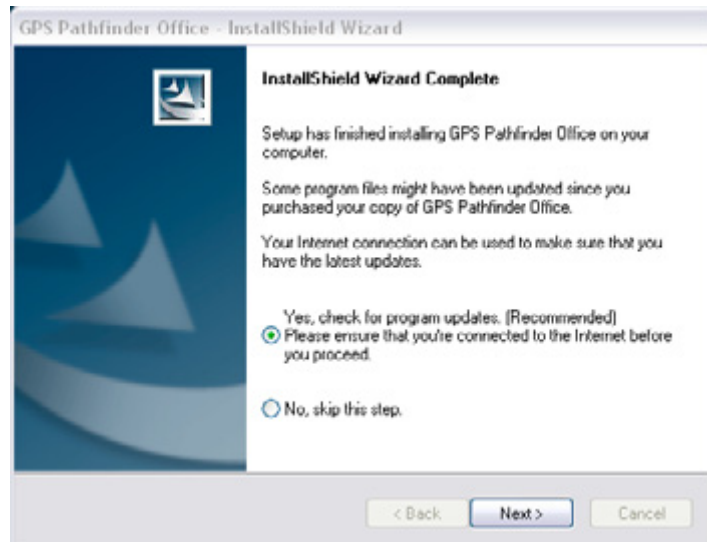 GPS Pathfinder Office - InstallShield Wizard
InstallShield Wizard Complete
Setup has finished installing GPS Pathfinder Office on your
computer.
Some program files might have been updated since you
purchased your copy of GPS Pathfinder Office.
Your Internet connection can be used to make sure that you
have the latest updates.
Yes, check for program updates. (Recommended)
Please ensure that you're connected to the Internet before
you proceed.
No, skip this step.
< Back
Next >
Cancel